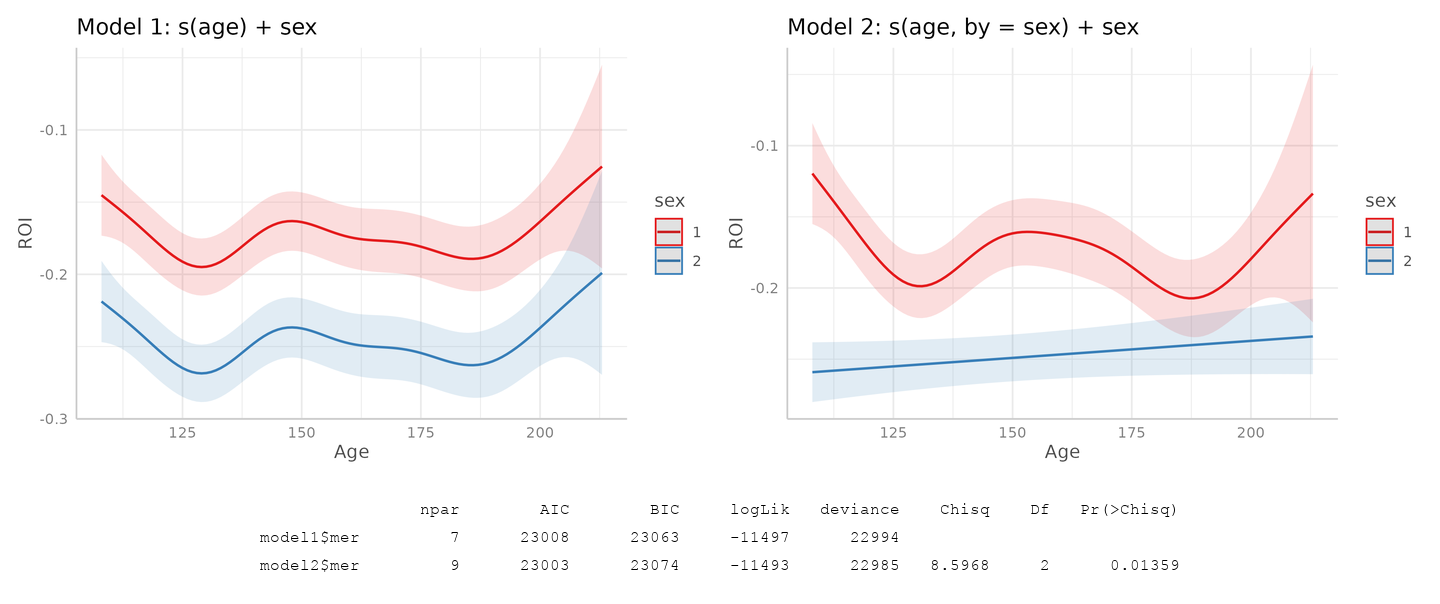 Model 1: s(age) + sex
-0.1
-0.2
-0.3
ROI
125 150 175 200
Age
sex
1
2
Model 2: s(age, by = sex) + sex
-0.1
-0.2
ROI
125 150 175 200
Age
sex
1
2
npar AIC BIC logLik deviance Chisq Df Pr(>Chisq)
model1$mer 7 23008 23063 -11497 22994
model2$mer 9 23003 23074 -11493 22985 8.5968 2 0.01359